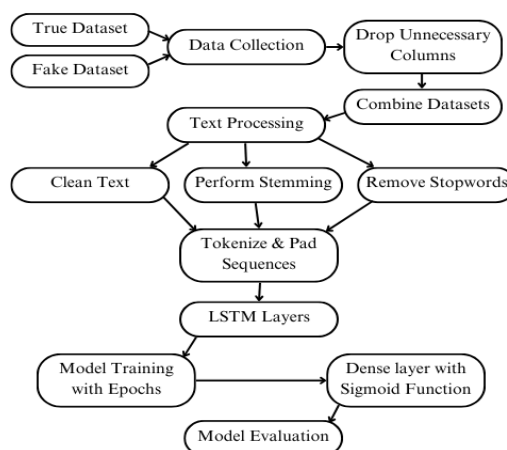 True Dataset
Fake Dataset
Data Collection
Drop Unnecessary
Columns
Combine Datasets
Text Processing
Clean Text
Perform Stemming
Remove Stopwords
Tokenize & Pad
Sequences
LSTM Layers
Model Training
with Epochs
Dense layer with
Sigmoid Function
Model Evaluation